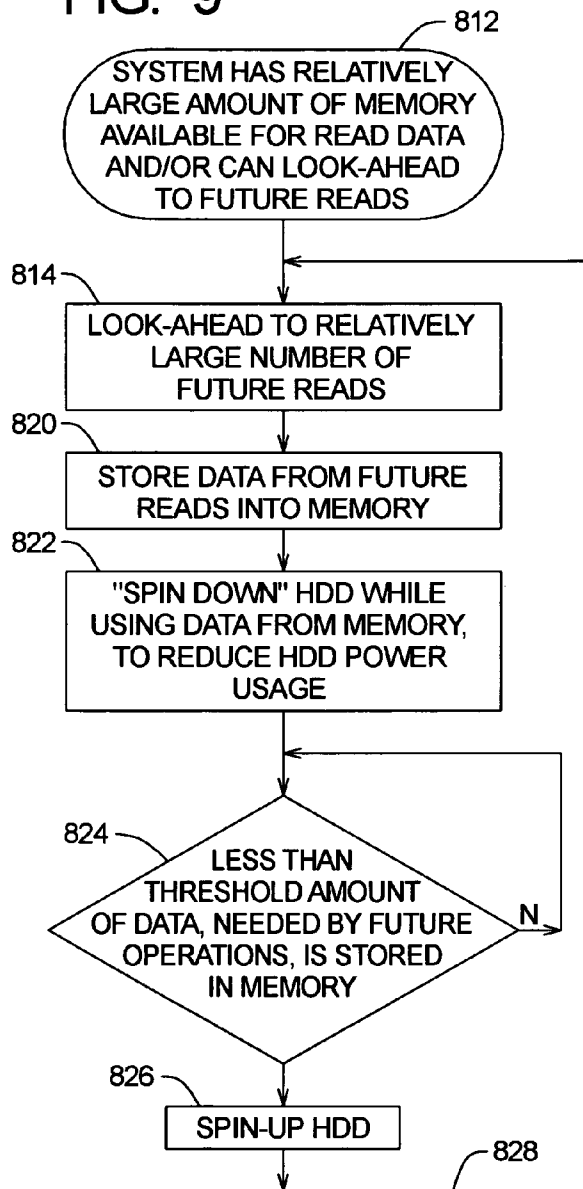 FIG. 9
812
SYSTEM HAS RELATIVELY
LARGE AMOUNT OF MEMORY
AVAILABLE FOR READ DATA
AND/OR CAN LOOK-AHEAD
TO FUTURE READS
814
LOOK-AHEAD TO RELATIVELY
LARGE NUMBER OF
FUTURE READS
820
STORE DATA FROM FUTURE
READS INTO MEMORY
822
"SPIN DOWN" HDD WHILE
USING DATA FROM MEMORY,
TO REDUCE HDD POWER
USAGE
824
LESS THAN
THRESHOLD AMOUNT
OF DATA, NEEDED BY FUTURE
OPERATIONS, IS STORED
IN MEMORY
N
826
SPIN-UP HDD
828